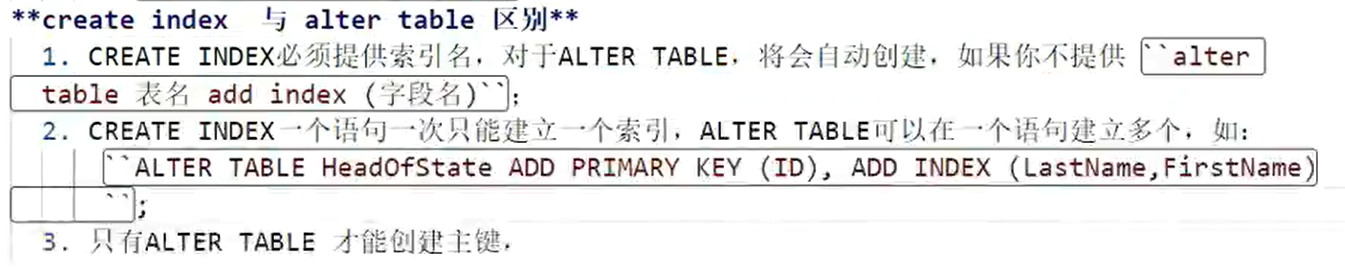 **create index  与 alter table 区别**
1. CREATE INDEX必须提供索引名，对于ALTER TABLE，将会自动创建，如果你不提供 ``alter
table 表名 add index (字段名)``;
2. CREATE INDEX一个语句一次只能建立一个索引，ALTER TABLE可以在一个语句建立多个，如:
``ALTER TABLE HeadOfState ADD PRIMARY KEY (ID), ADD INDEX (LastName,FirstName)
``;
3. 只有ALTER TABLE 才能创建主键，